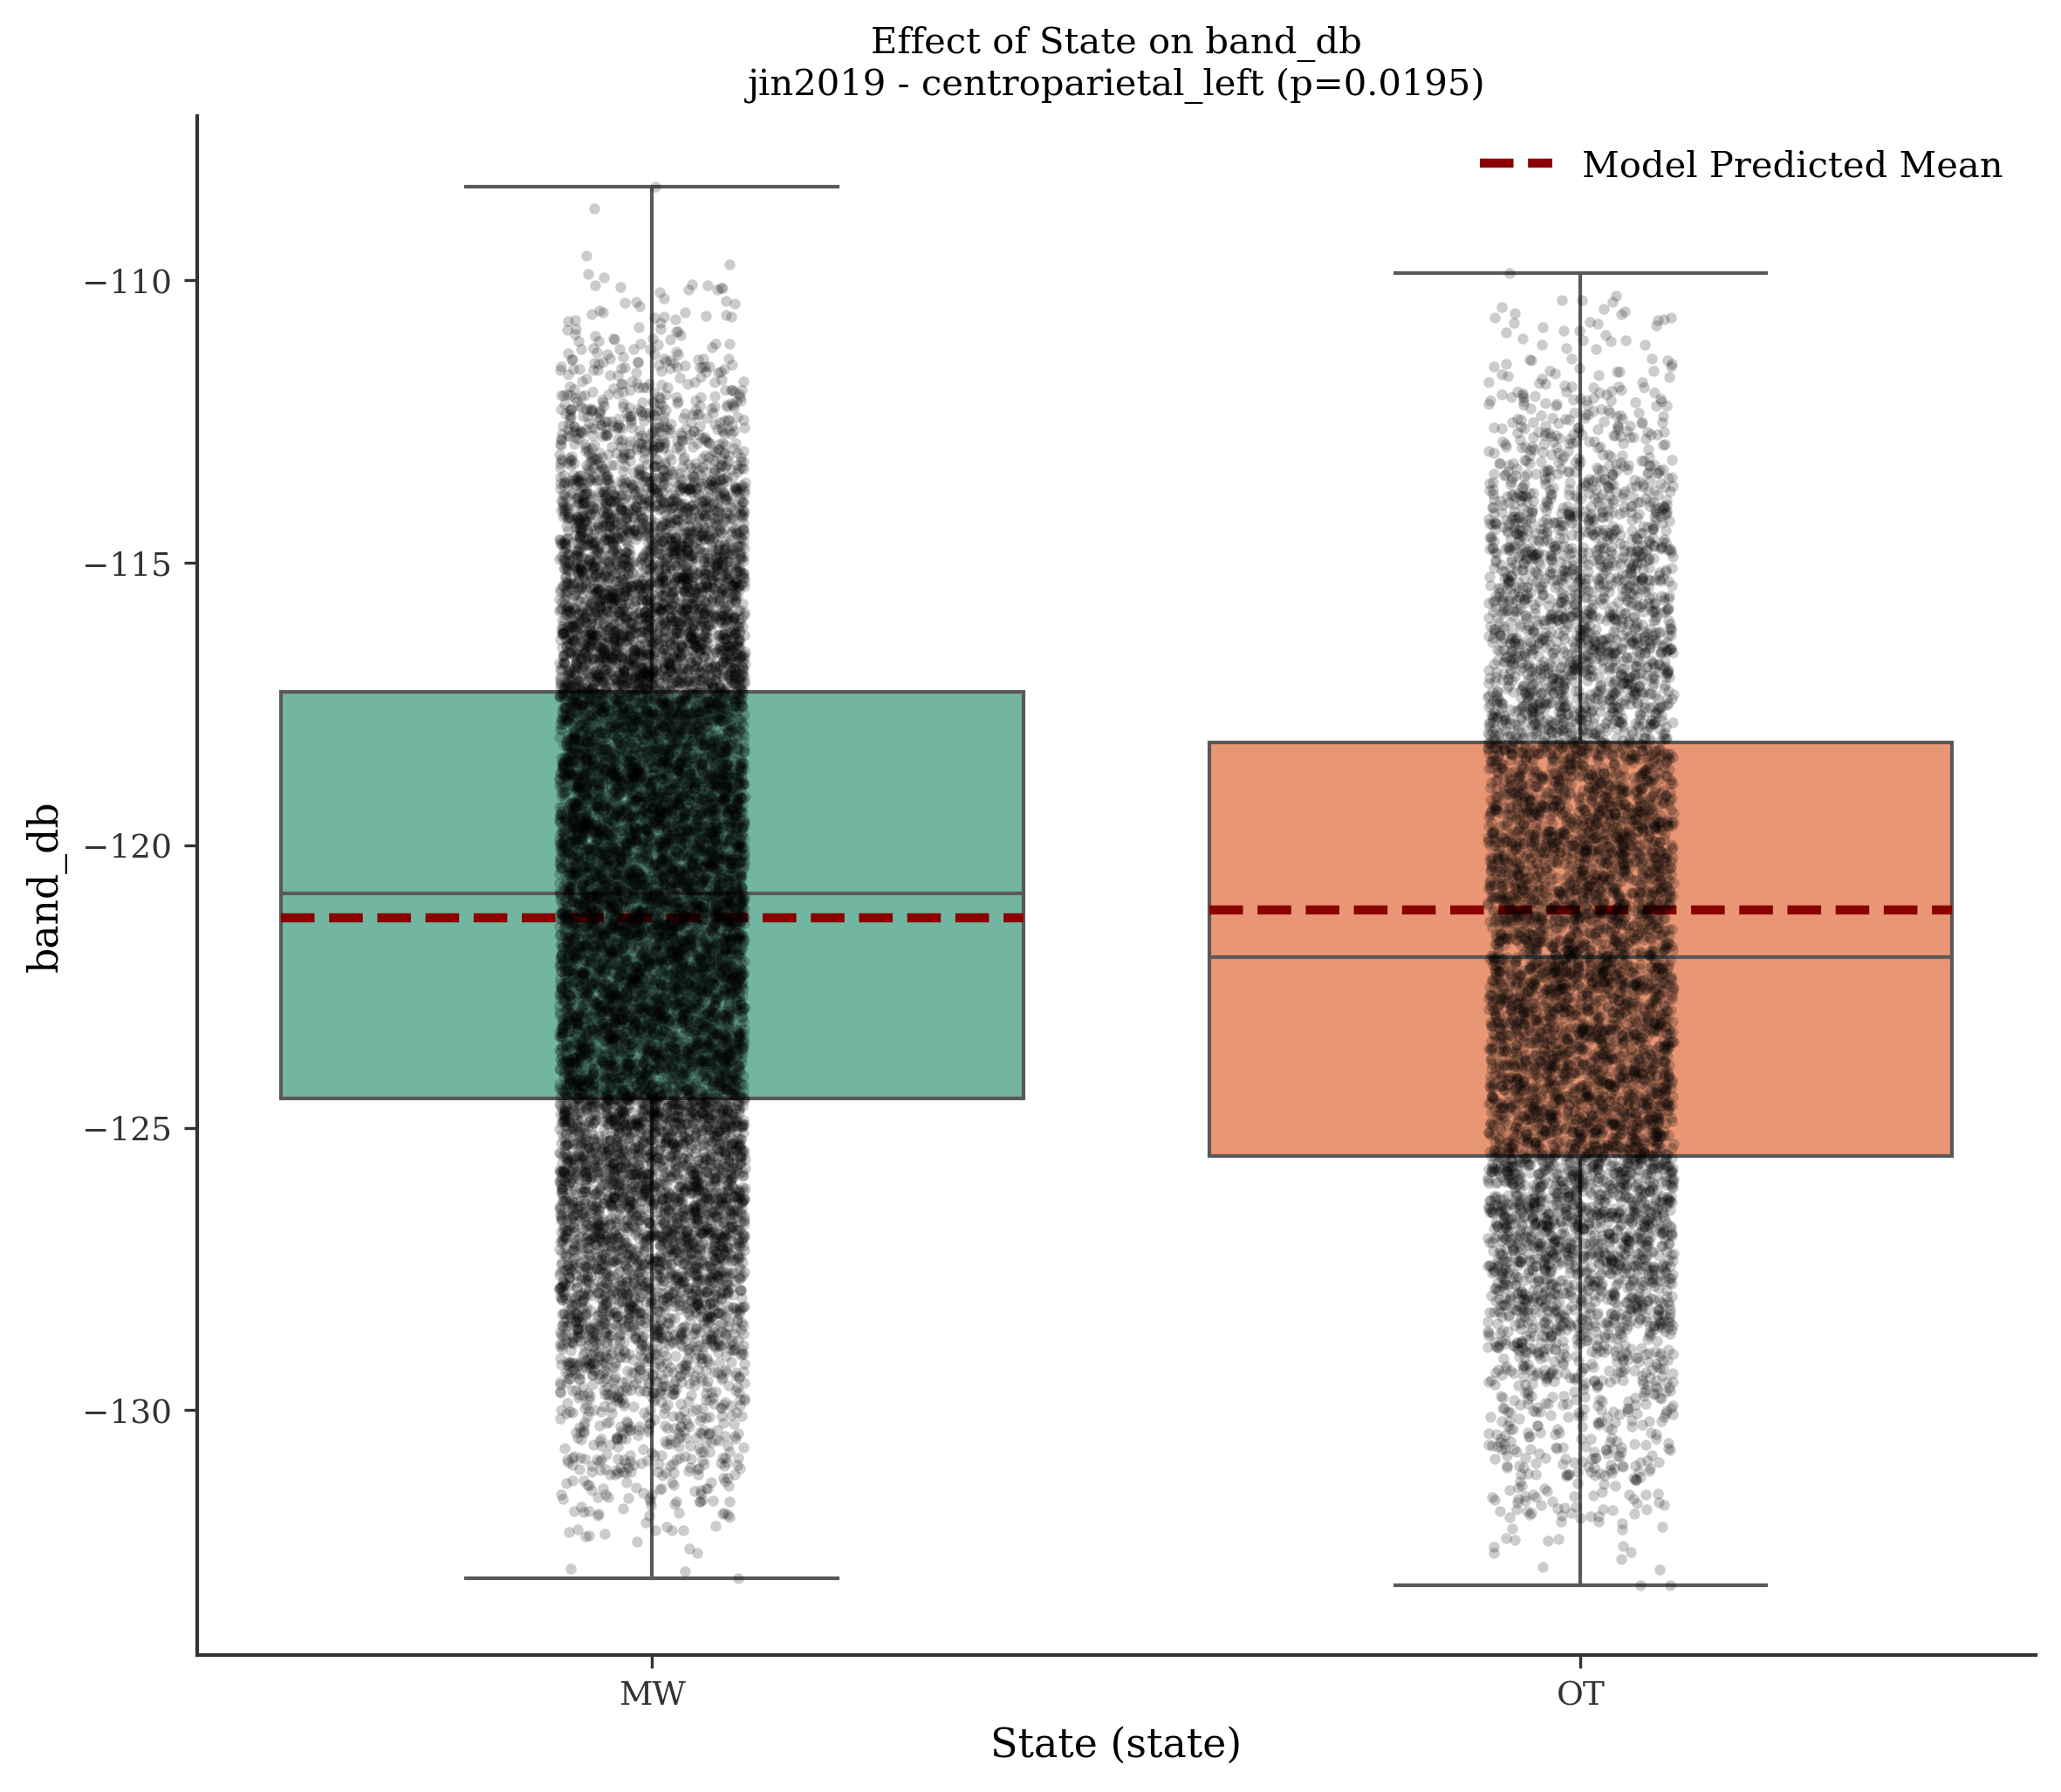 Effect of State on band_db
jin2019 - centroparietal_left (p=0.0195)
Model Predicted Mean
−110
−115
−120
−125
−130
band_db
MW
OT
State (state)